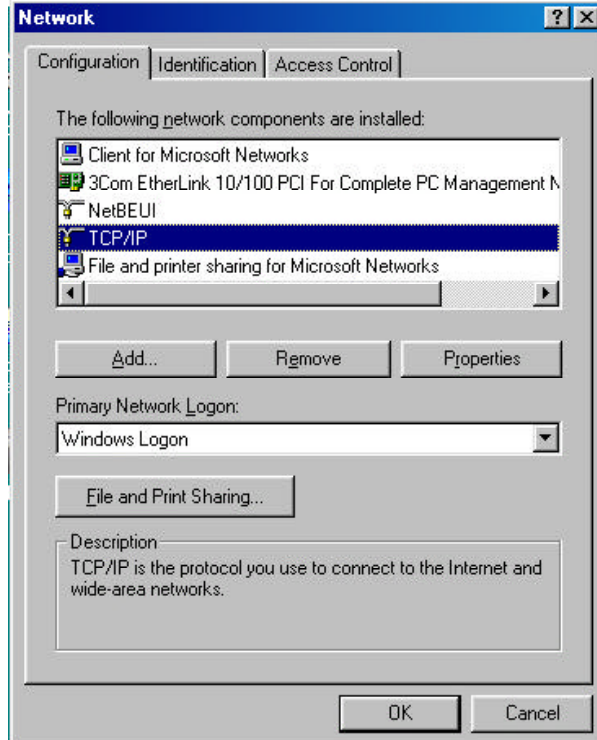 Network
Configuration
Identification
Access Control
The following network components are installed:
Client for Microsoft Networks
3Com EtherLink 10/100 PCI For Complete PC Management
NetBEUI
TCP/IP
File and printer sharing for Microsoft Networks
Add...
Remove
Properties
Primary Network Logon:
Windows Logon
File and Print Sharing...
Description
TCP/IP is the protocol you use to connect to the Internet and
wide-area networks.
OK
Cancel